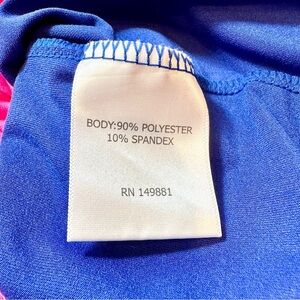 BODY:90% POLYESTER
10% SPANDEX
RN 149881